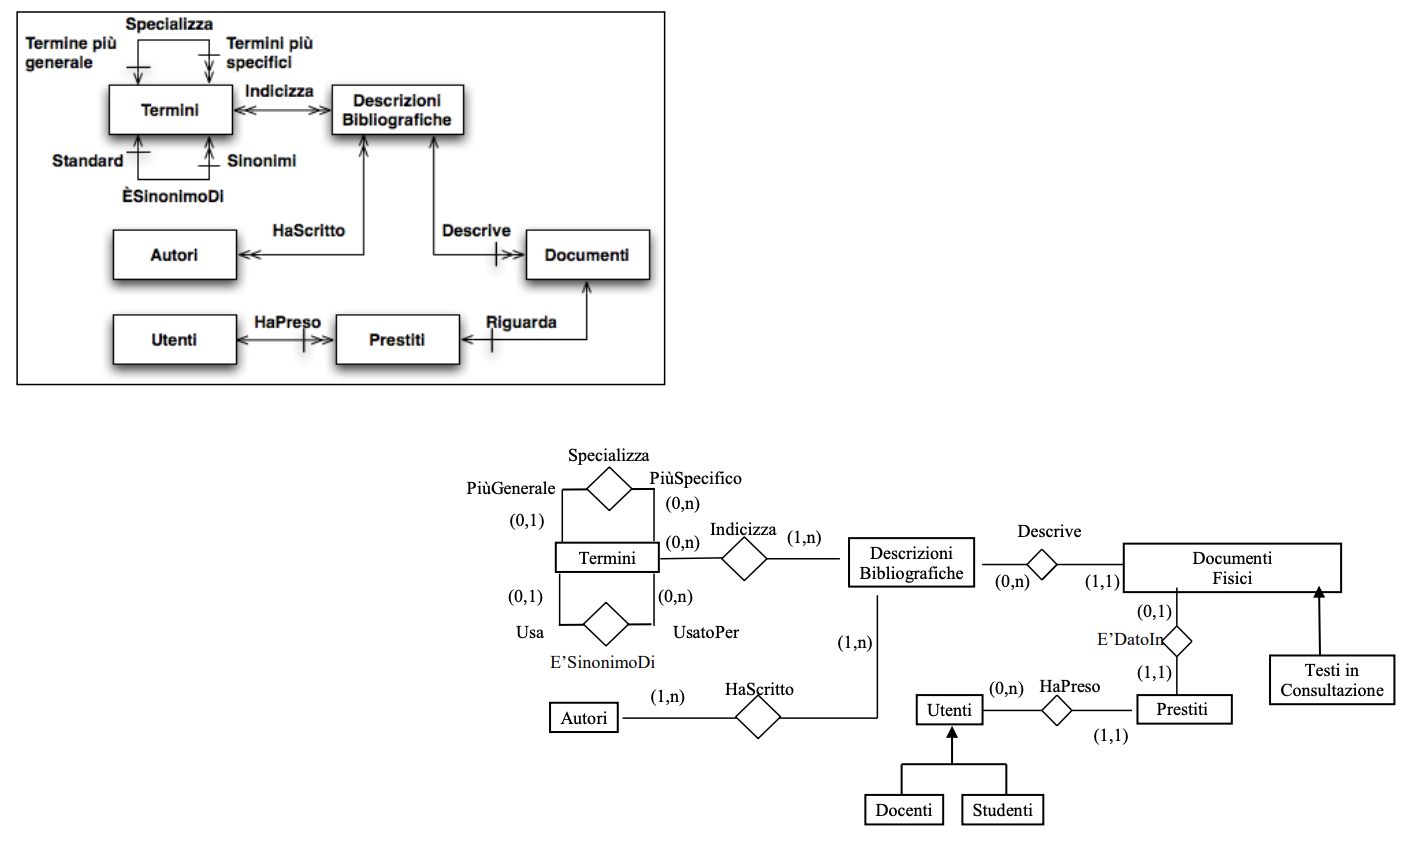 Specializza
Termine più
generale
Termini più
specifici
Termini
Indicizza
Descrizioni
Bibliografiche
Standard
Sinonimi
ÈSinonimoDi
HaScritto
Descrive
Autori
Documenti
HaPreso
Riguarda
Utenti
Prestiti
Specializza
PiùGenerale
PiùSpecifico
(0,1)
(0,n)
Indicizza
Descrive
Termini
(0,n)
(1,n)
Descrizioni
Bibliografiche
(0,n)
(1,1)
Documenti
Fisici
(0,1)
(0,n)
Usa
UsatoPer
E’SinonimoDi
(1,n)
(0,1)
E’DatoIn
(1,1)
Testi in
Consultazione
Autori
(1,n)
HaScritto
Utenti
(0,n)
HaPreso
(1,1)
Prestiti
Docenti
Studenti